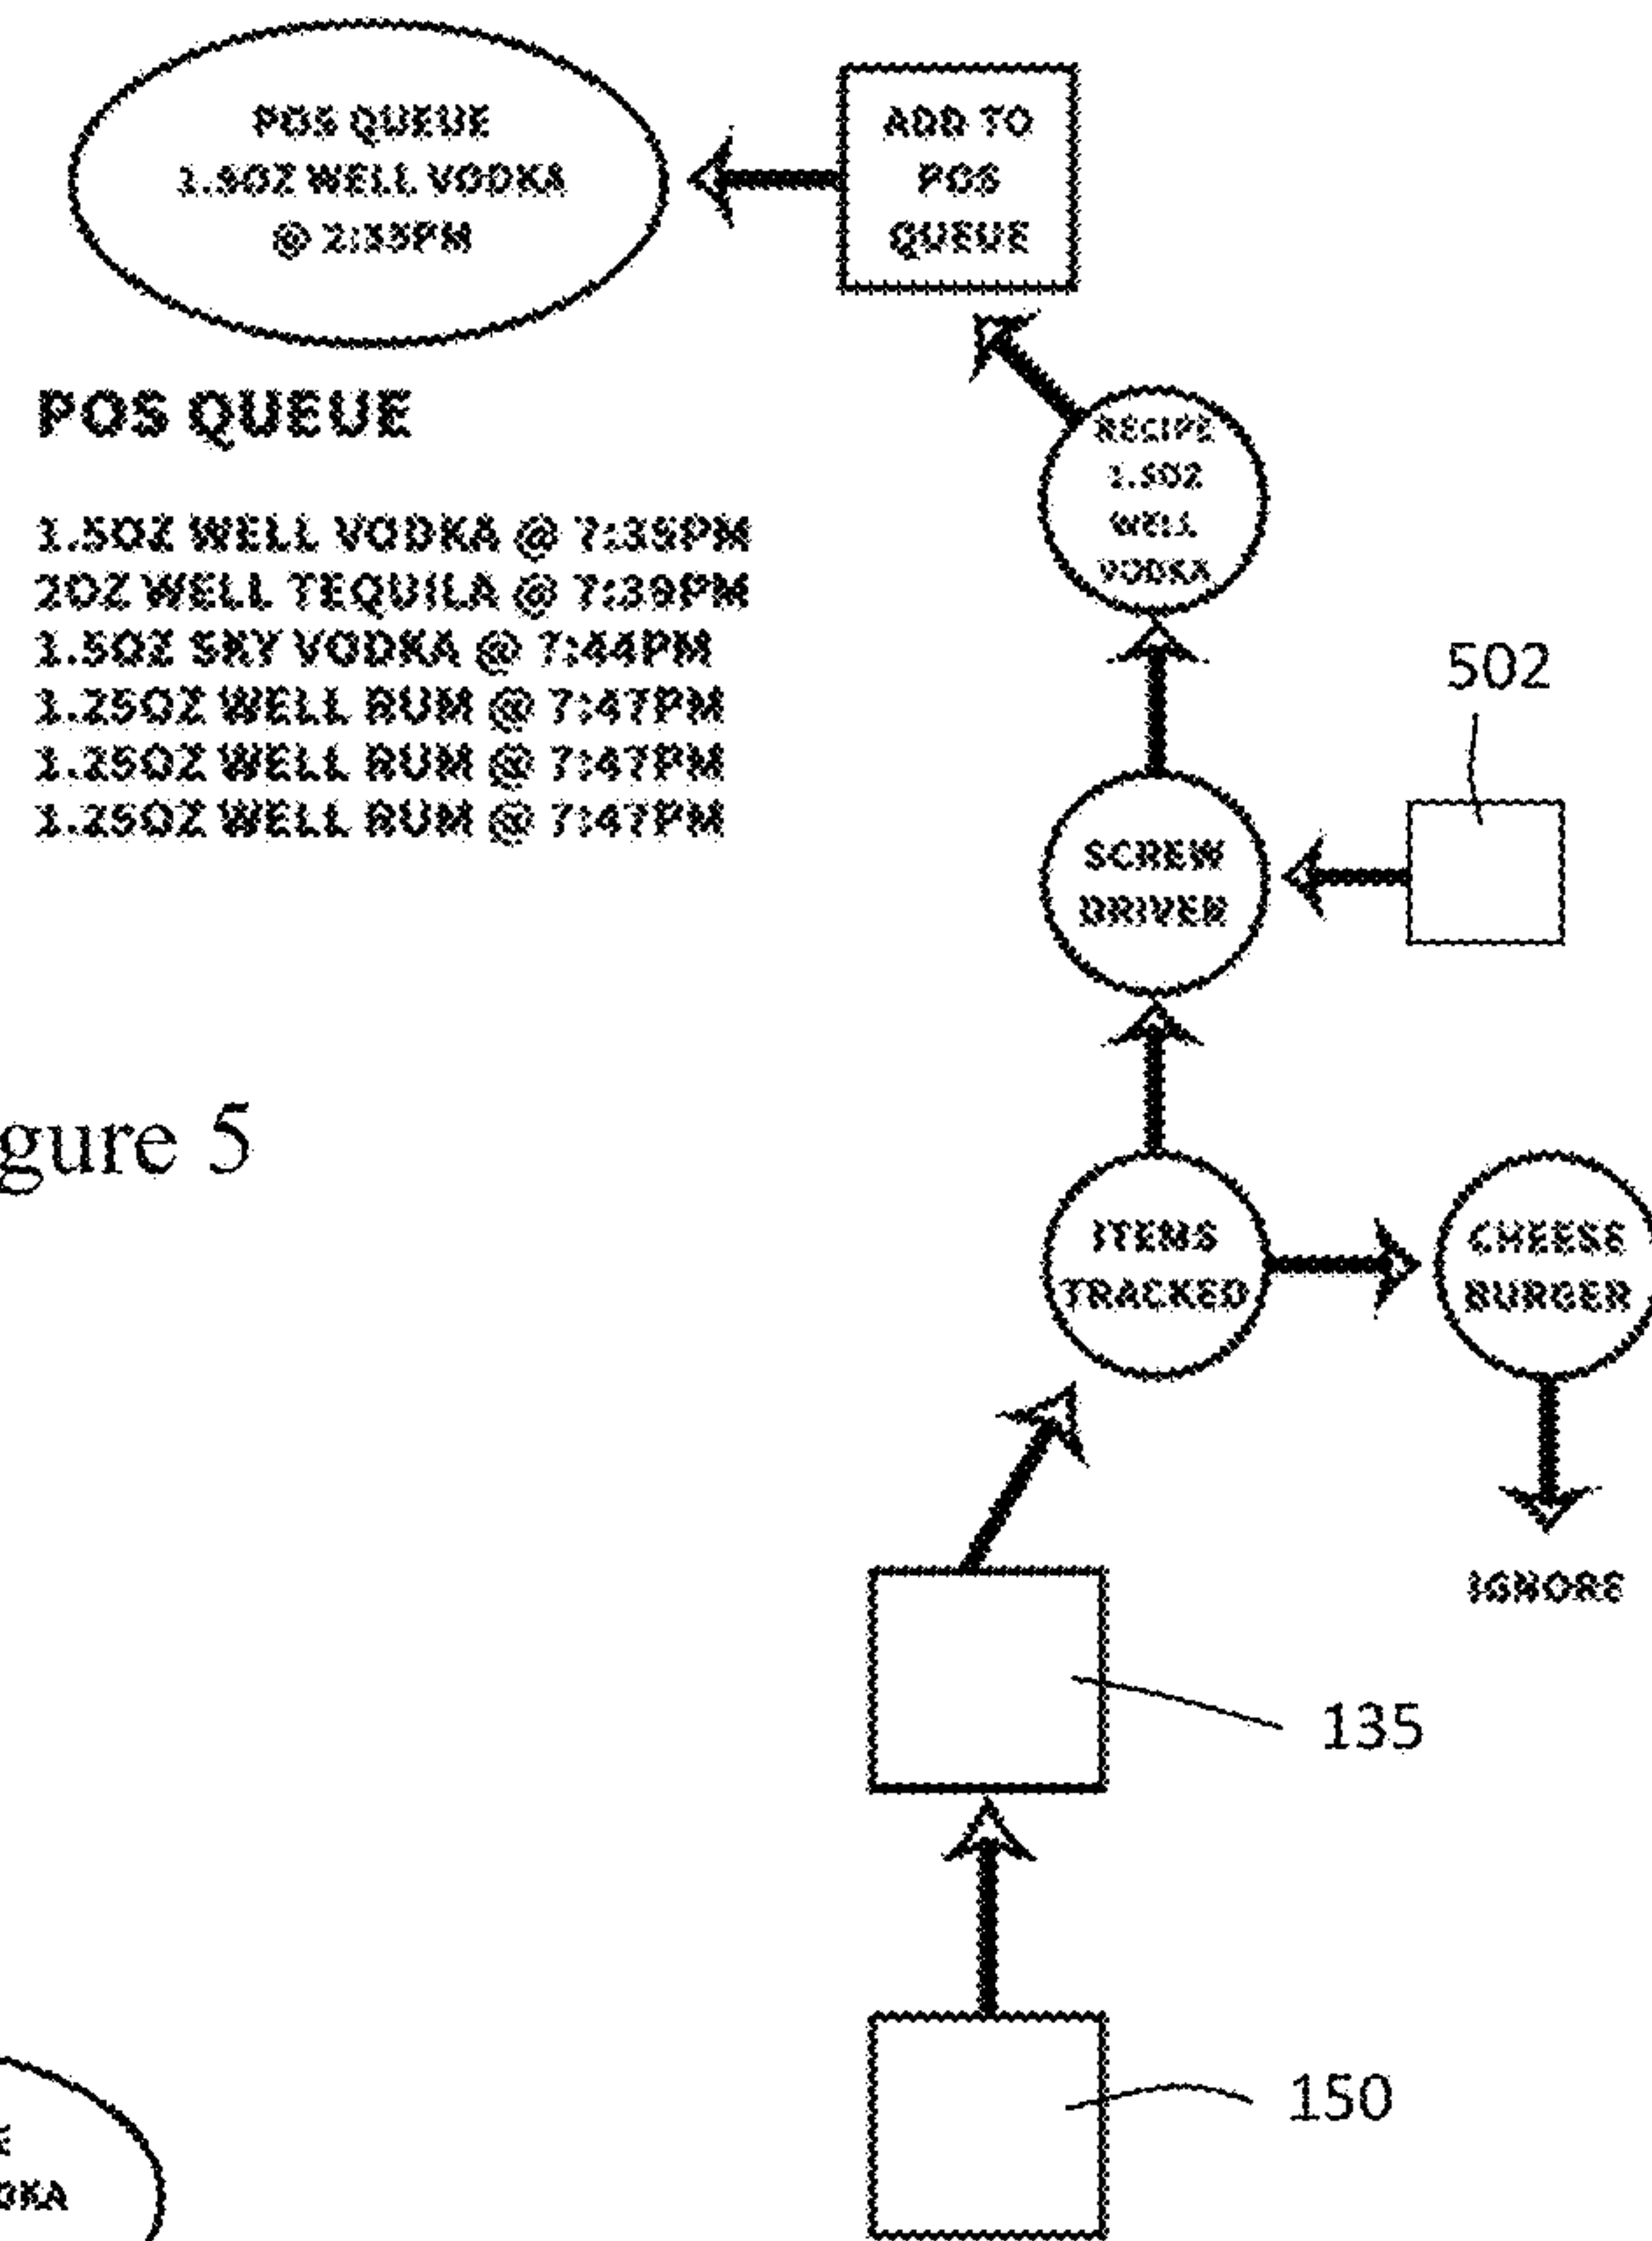 POS QUEUE
1.5OZ WELL VODKA
@ 2:35PM
ADD TO
POS
QUEUE
POS QUEUE
1.5OZ WELL VODKA @ 7:35PM
2OZ WELL TEQUILA @ 7:39PM
1.5OZ SKY VODKA @ 7:44PM
1.25OZ WELL RUM @ 7:47PM
1.25OZ WELL RUM @ 7:47PM
1.25OZ WELL RUM @ 7:47PM
RECIPE
1.5OZ
WELL
VODKA
502
SCREW
DRIVER
gure 5
ITEMS
TRACKED
CHEESE
BURGER
IGNORE
135
150